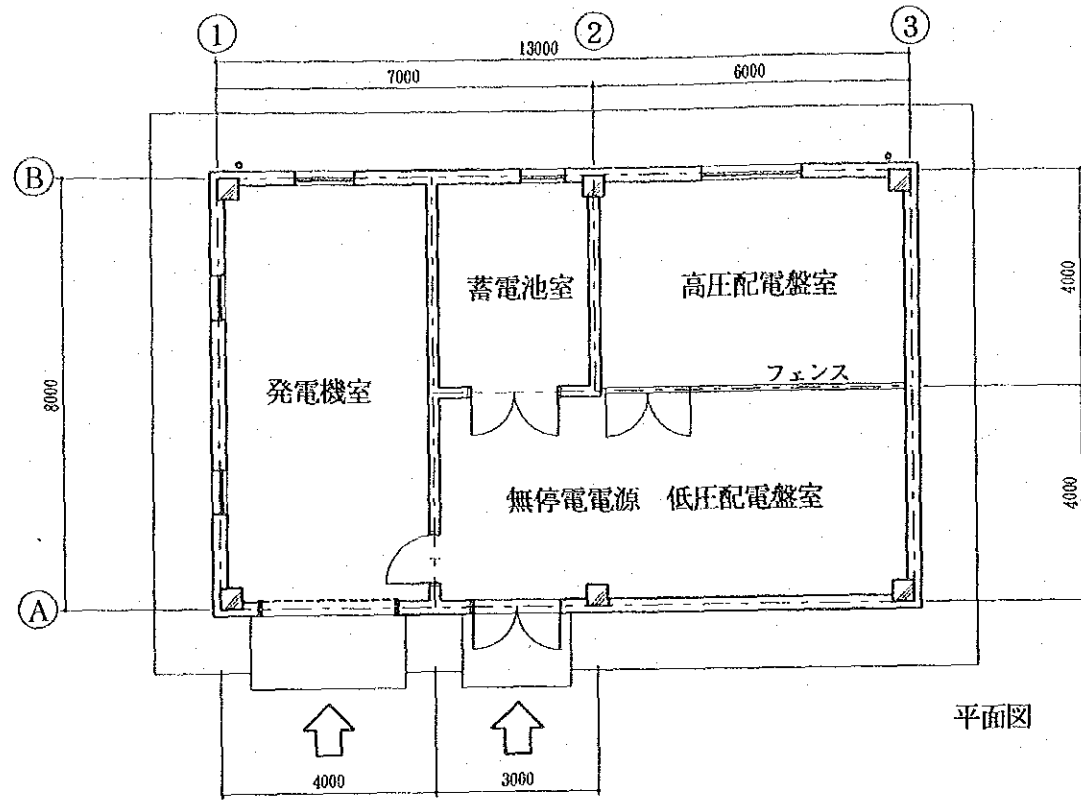 ① ② ③
13000
7000 6000
Ⓑ
蓄電池室 高圧配電盤室
4000
フェンス
発電機室
8000
無停電電源 低圧配電盤室
4000
Ⓐ
平面図
4000 3000